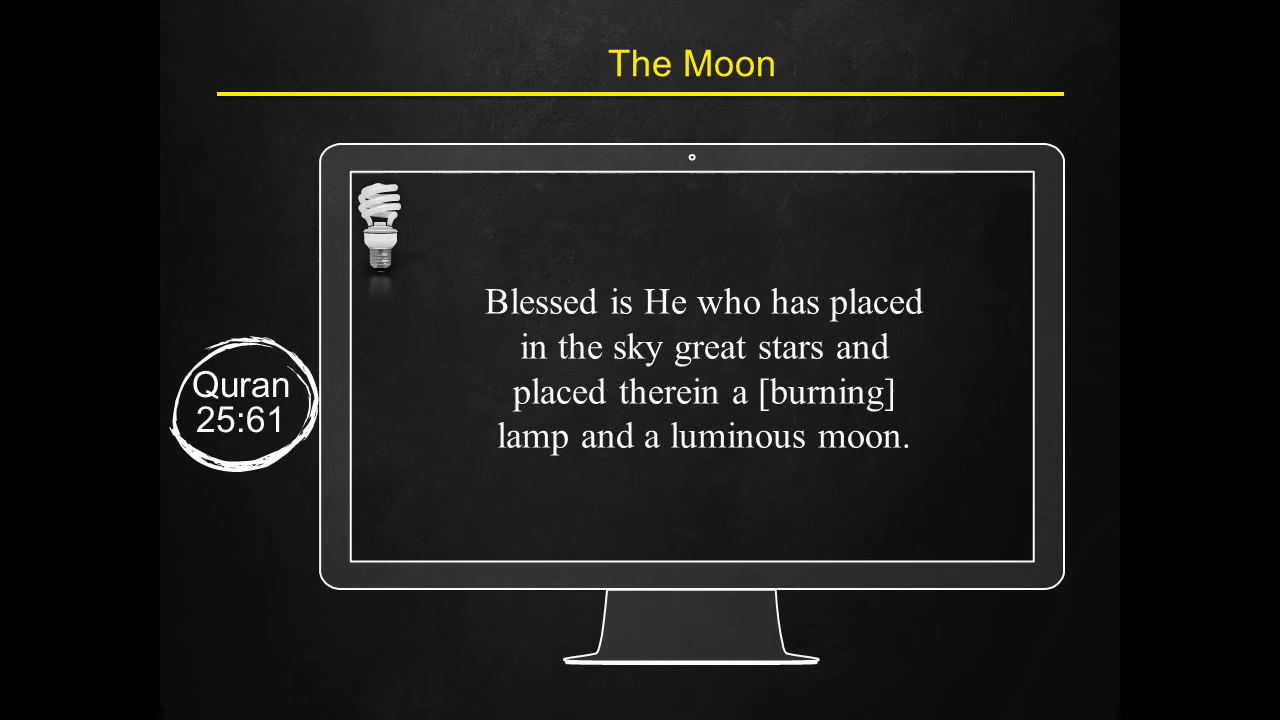 The Moon
Quran
25:61
Blessed is He who has placed
in the sky great stars and
placed therein a [burning]
lamp and a luminous moon.